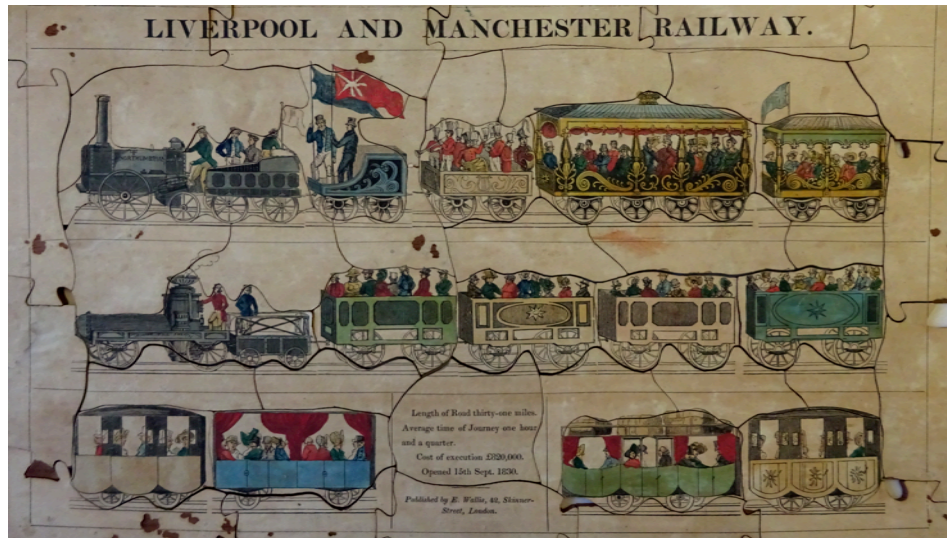 LIVERPOOL AND MANCHESTER RAILWAY.
Length of Road thirty-one miles.
Average time of Journey one hour
and a quarter.
Cost of execution £820,000.
Opened 15th Sept. 1830.
Published by E. Wallis, 42, Skinner-
Street, London.